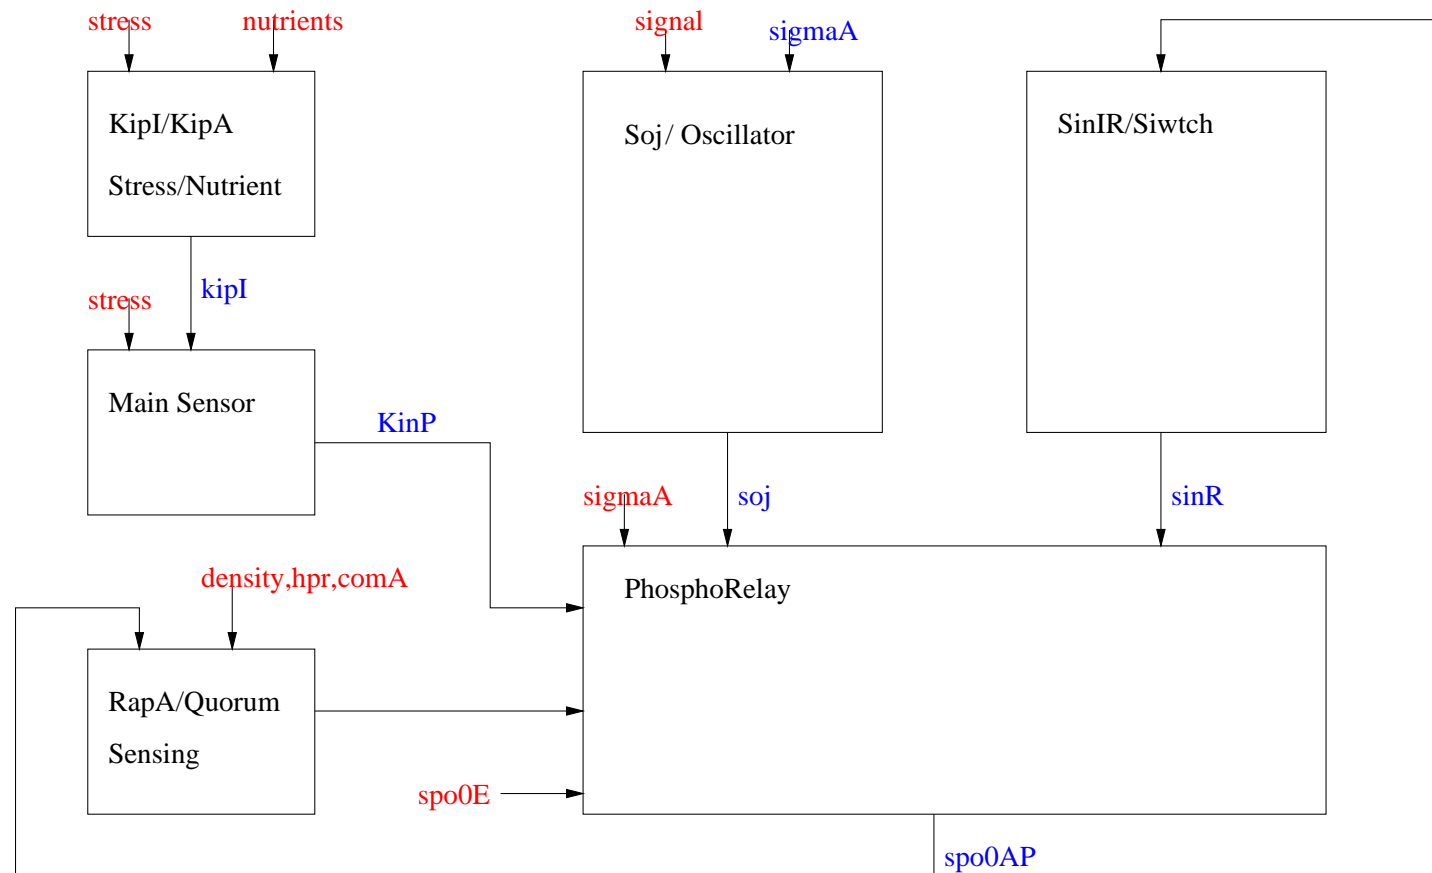 stress
nutrients
signal
sigmaA
KipI/KipA
Stress/Nutrient
Soj/ Oscillator
SinIR/Siwtch
kipI
stress
Main Sensor
KinP
sigmaA
soj
sinR
density,hpr,comA
PhosphoRelay
RapA/Quorum
Sensing
spo0E
spo0AP